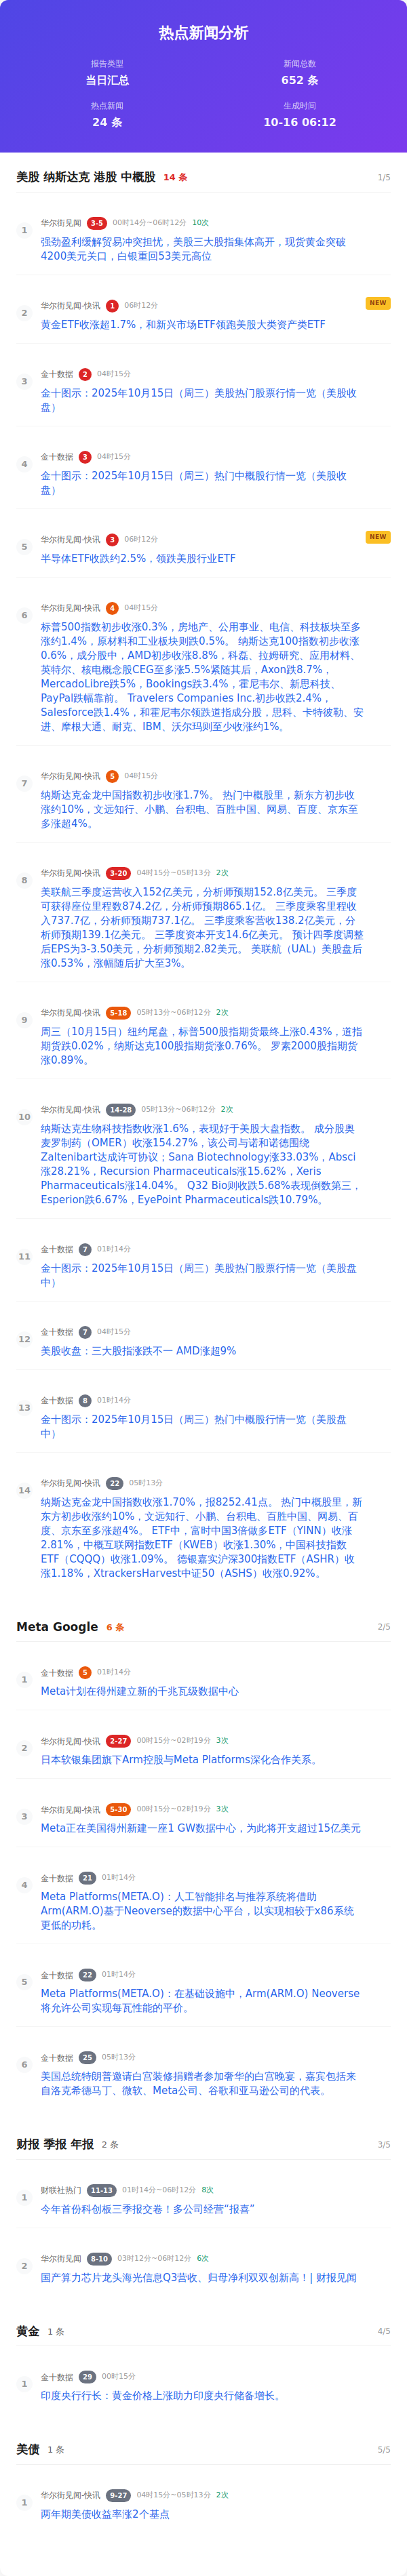 热点新闻分析
报告类型
当日汇总
新闻总数
652 条
热点新闻
24 条
生成时间
10-16 06:12
美股 纳斯达克 港股 中概股 14 条 1/5
1
华尔街见闻 3-5 00时14分~06时12分 10次
强劲盈利缓解贸易冲突担忧，美股三大股指集体高开，现货黄金突破
4200美元关口，白银重回53美元高位
2
华尔街见闻-快讯 1 06时12分 NEW
黄金ETF收涨超1.7%，和新兴市场ETF领跑美股大类资产类ETF
3
金十数据 2 04时15分
金十图示：2025年10月15日（周三）美股热门股票行情一览（美股收
盘）
4
金十数据 3 04时15分
金十图示：2025年10月15日（周三）热门中概股行情一览（美股收
盘）
5
华尔街见闻-快讯 3 06时12分 NEW
半导体ETF收跌约2.5%，领跌美股行业ETF
6
华尔街见闻-快讯 4 04时15分
标普500指数初步收涨0.3%，房地产、公用事业、电信、科技板块至多
涨约1.4%，原材料和工业板块则跌0.5%。 纳斯达克100指数初步收涨
0.6%，成分股中，AMD初步收涨8.8%，科磊、拉姆研究、应用材料、
英特尔、核电概念股CEG至多涨5.5%紧随其后，Axon跌8.7%，
MercadoLibre跌5%，Bookings跌3.4%，霍尼韦尔、新思科技、
PayPal跌幅靠前。 Travelers Companies Inc.初步收跌2.4%，
Salesforce跌1.4%，和霍尼韦尔领跌道指成分股，思科、卡特彼勒、安
进、摩根大通、耐克、IBM、沃尔玛则至少收涨约1%。
7
华尔街见闻-快讯 5 04时15分
纳斯达克金龙中国指数初步收涨1.7%。 热门中概股里，新东方初步收
涨约10%，文远知行、小鹏、台积电、百胜中国、网易、百度、京东至
多涨超4%。
8
华尔街见闻-快讯 3-20 04时15分~05时13分 2次
美联航三季度运营收入152亿美元，分析师预期152.8亿美元。 三季度
可获得座位里程数874.2亿，分析师预期865.1亿。 三季度乘客里程收
入737.7亿，分析师预期737.1亿。 三季度乘客营收138.2亿美元，分
析师预期139.1亿美元。 三季度资本开支14.6亿美元。 预计四季度调整
后EPS为3-3.50美元，分析师预期2.82美元。 美联航（UAL）美股盘后
涨0.53%，涨幅随后扩大至3%。
9
华尔街见闻-快讯 5-18 05时13分~06时12分 2次
周三（10月15日）纽约尾盘，标普500股指期货最终上涨0.43%，道指
期货跌0.02%，纳斯达克100股指期货涨0.76%。 罗素2000股指期货
涨0.89%。
10
华尔街见闻-快讯 14-28 05时13分~06时12分 2次
纳斯达克生物科技指数收涨1.6%，表现好于美股大盘指数。 成分股奥
麦罗制药（OMER）收涨154.27%，该公司与诺和诺德围绕
Zaltenibart达成许可协议；Sana Biotechnology涨33.03%，Absci
涨28.21%，Recursion Pharmaceuticals涨15.62%，Xeris
Pharmaceuticals涨14.04%。 Q32 Bio则收跌5.68%表现倒数第三，
Esperion跌6.67%，EyePoint Pharmaceuticals跌10.79%。
11
金十数据 7 01时14分
金十图示：2025年10月15日（周三）美股热门股票行情一览（美股盘
中）
12
金十数据 7 04时15分
美股收盘：三大股指涨跌不一 AMD涨超9%
13
金十数据 8 01时14分
金十图示：2025年10月15日（周三）热门中概股行情一览（美股盘
中）
14
华尔街见闻-快讯 22 05时13分
纳斯达克金龙中国指数收涨1.70%，报8252.41点。 热门中概股里，新
东方初步收涨约10%，文远知行、小鹏、台积电、百胜中国、网易、百
度、京东至多涨超4%。 ETF中，富时中国3倍做多ETF（YINN）收涨
2.81%，中概互联网指数ETF（KWEB）收涨1.30%，中国科技指数
ETF（CQQQ）收涨1.09%。 德银嘉实沪深300指数ETF（ASHR）收
涨1.18%，XtrackersHarvest中证50（ASHS）收涨0.92%。
Meta Google 6 条 2/5
1
金十数据 5 01时14分
Meta计划在得州建立新的千兆瓦级数据中心
2
华尔街见闻-快讯 2-27 00时15分~02时19分 3次
日本软银集团旗下Arm控股与Meta Platforms深化合作关系。
3
华尔街见闻-快讯 5-30 00时15分~02时19分 3次
Meta正在美国得州新建一座1 GW数据中心，为此将开支超过15亿美元
4
金十数据 21 01时14分
Meta Platforms(META.O)：人工智能排名与推荐系统将借助
Arm(ARM.O)基于Neoverse的数据中心平台，以实现相较于x86系统
更低的功耗。
5
金十数据 22 01时14分
Meta Platforms(META.O)：在基础设施中，Arm(ARM.O) Neoverse
将允许公司实现每瓦性能的平价。
6
金十数据 25 05时13分
美国总统特朗普邀请白宫装修捐赠者参加奢华的白宫晚宴，嘉宾包括来
自洛克希德马丁、微软、Meta公司、谷歌和亚马逊公司的代表。
财报 季报 年报 2 条 3/5
1
财联社热门 11-13 01时14分~06时12分 8次
今年首份科创板三季报交卷！多公司经营“报喜”
2
华尔街见闻 8-10 03时12分~06时12分 6次
国产算力芯片龙头海光信息Q3营收、归母净利双双创新高！| 财报见闻
黄金 1 条 4/5
1
金十数据 29 00时15分
印度央行行长：黄金价格上涨助力印度央行储备增长。
美债 1 条 5/5
1
华尔街见闻-快讯 9-27 04时15分~05时13分 2次
两年期美债收益率涨2个基点